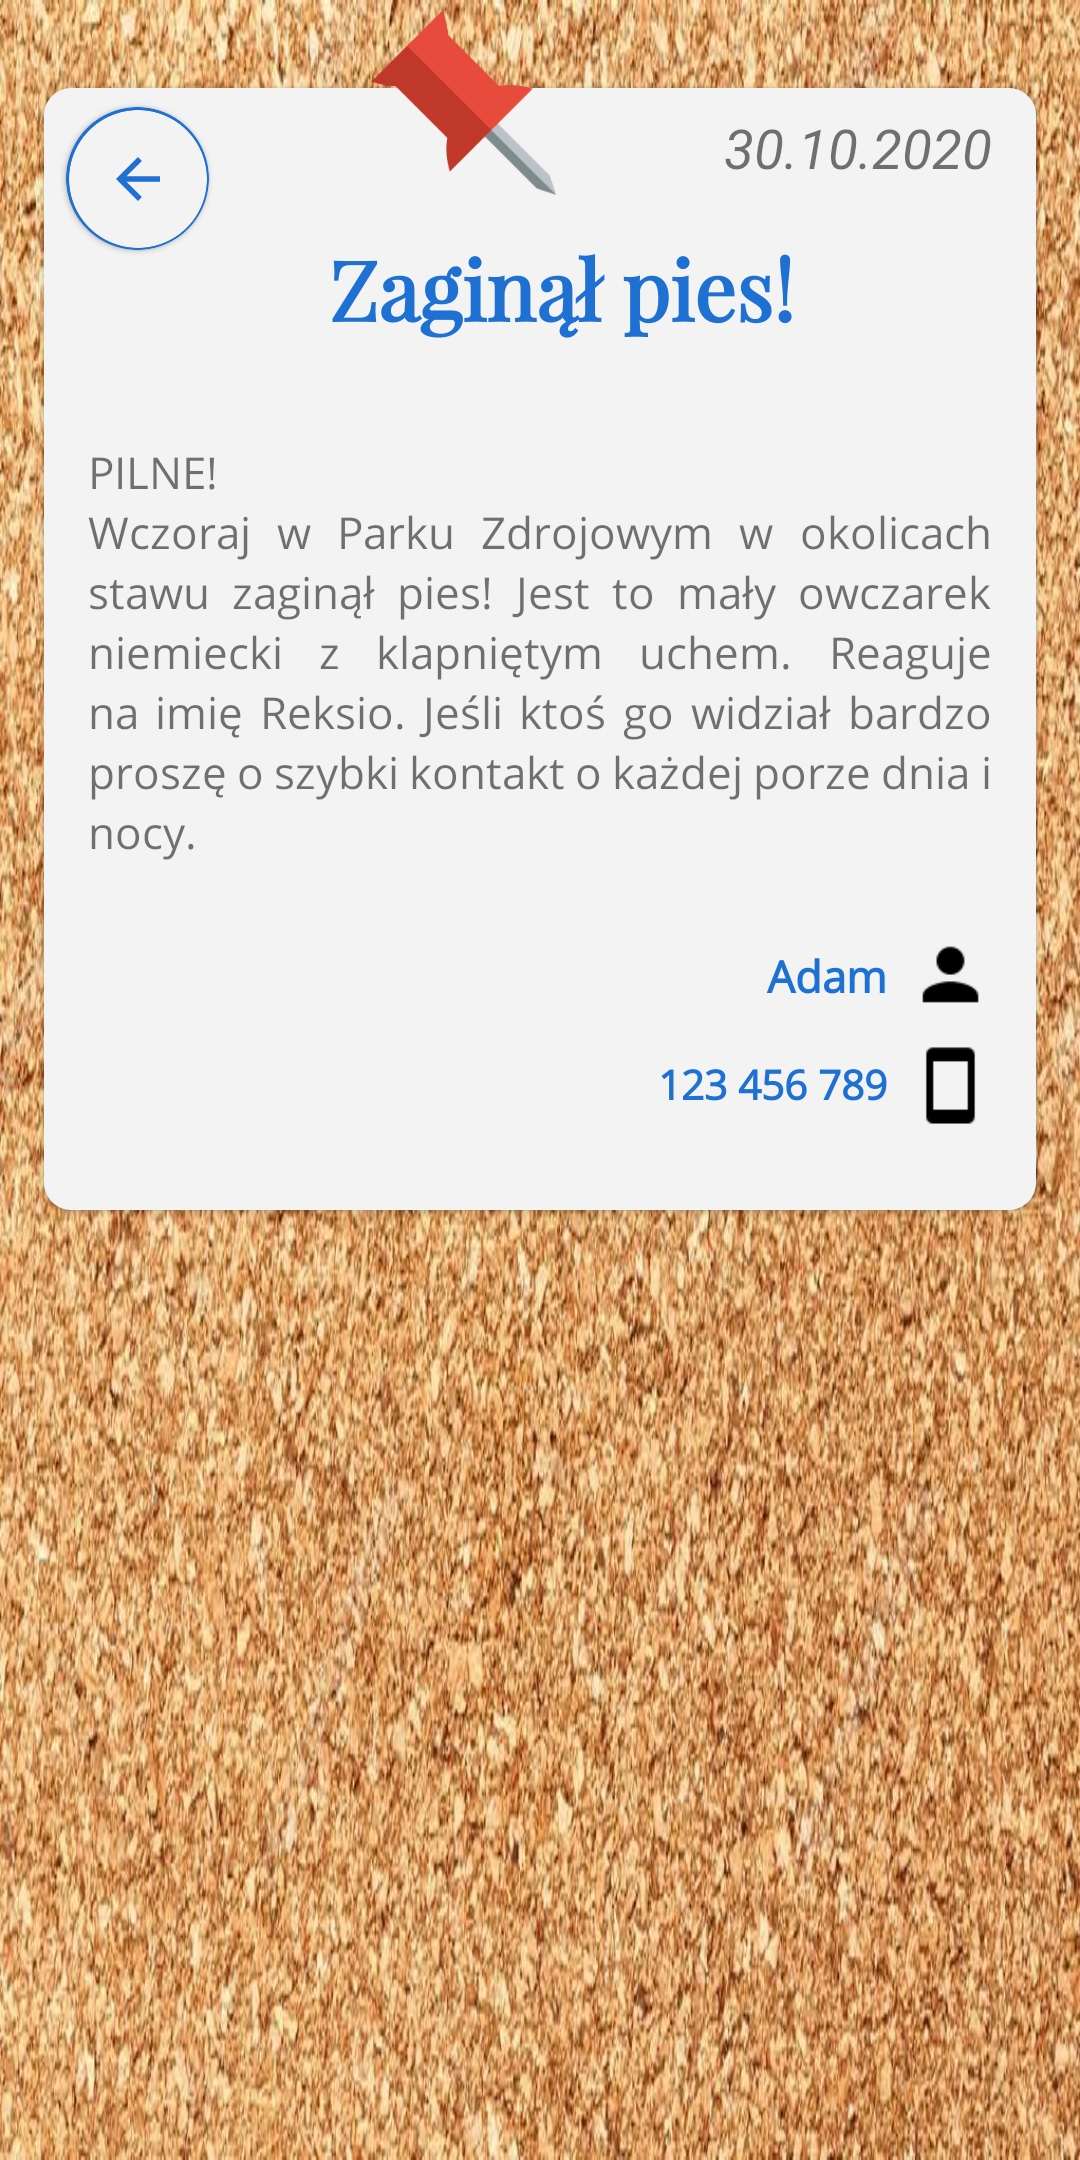 30.10.2020
Zaginął pies!
PILNE!
Wczoraj w Parku Zdrojowym w okolicach
stawu zaginął pies! Jest to mały owczarek
niemiecki z klapniętym uchem. Reaguje
na imię Reksio. Jeśli ktoś go widział bardzo
proszę o szybki kontakt o każdej porze dnia i
nocy.
Adam
123 456 789